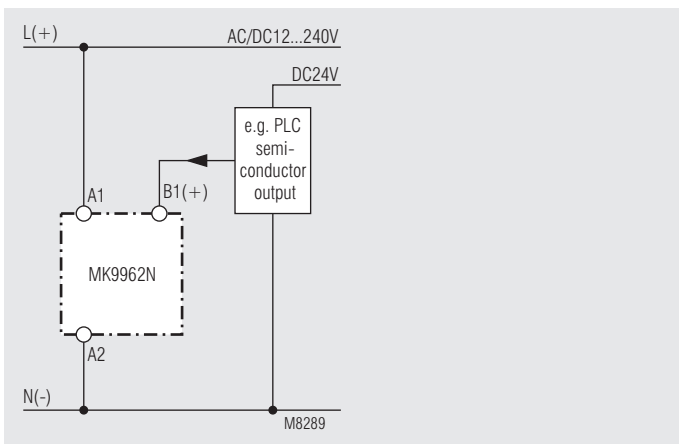 L(+)
AC/DC12...240V
DC24V
e.g. PLC
semi-
conductor
output
A1
B1(+)
MK9962N
A2
N(-)
M8289